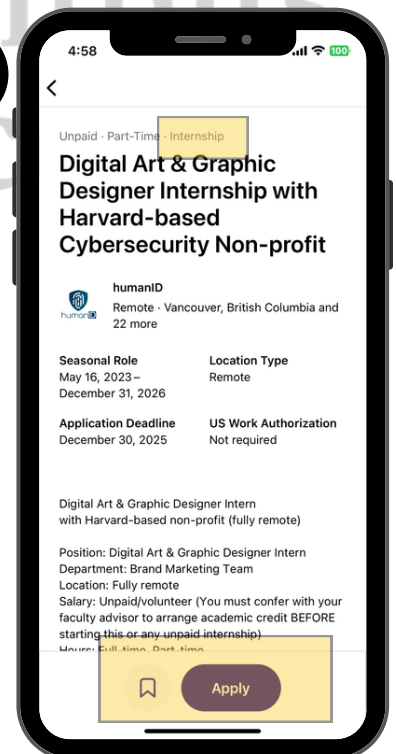 4:58
100
Unpaid · Part-Time · Internship
Digital Art & Graphic
Designer Internship with
Harvard-based
Cybersecurity Non-profit
humanID
humanID
Remote · Vancouver, British Columbia and
22 more
Seasonal Role
May 16, 2023 –
December 31, 2026
Location Type
Remote
Application Deadline
December 30, 2025
US Work Authorization
Not required
Digital Art & Graphic Designer Intern
with Harvard-based non-profit (fully remote)
Position: Digital Art & Graphic Designer Intern
Department: Brand Marketing Team
Location: Fully remote
Salary: Unpaid/volunteer (You must confer with your
faculty advisor to arrange academic credit BEFORE
starting this or any unpaid internship)
Hours: Full-time, Part-time
Apply